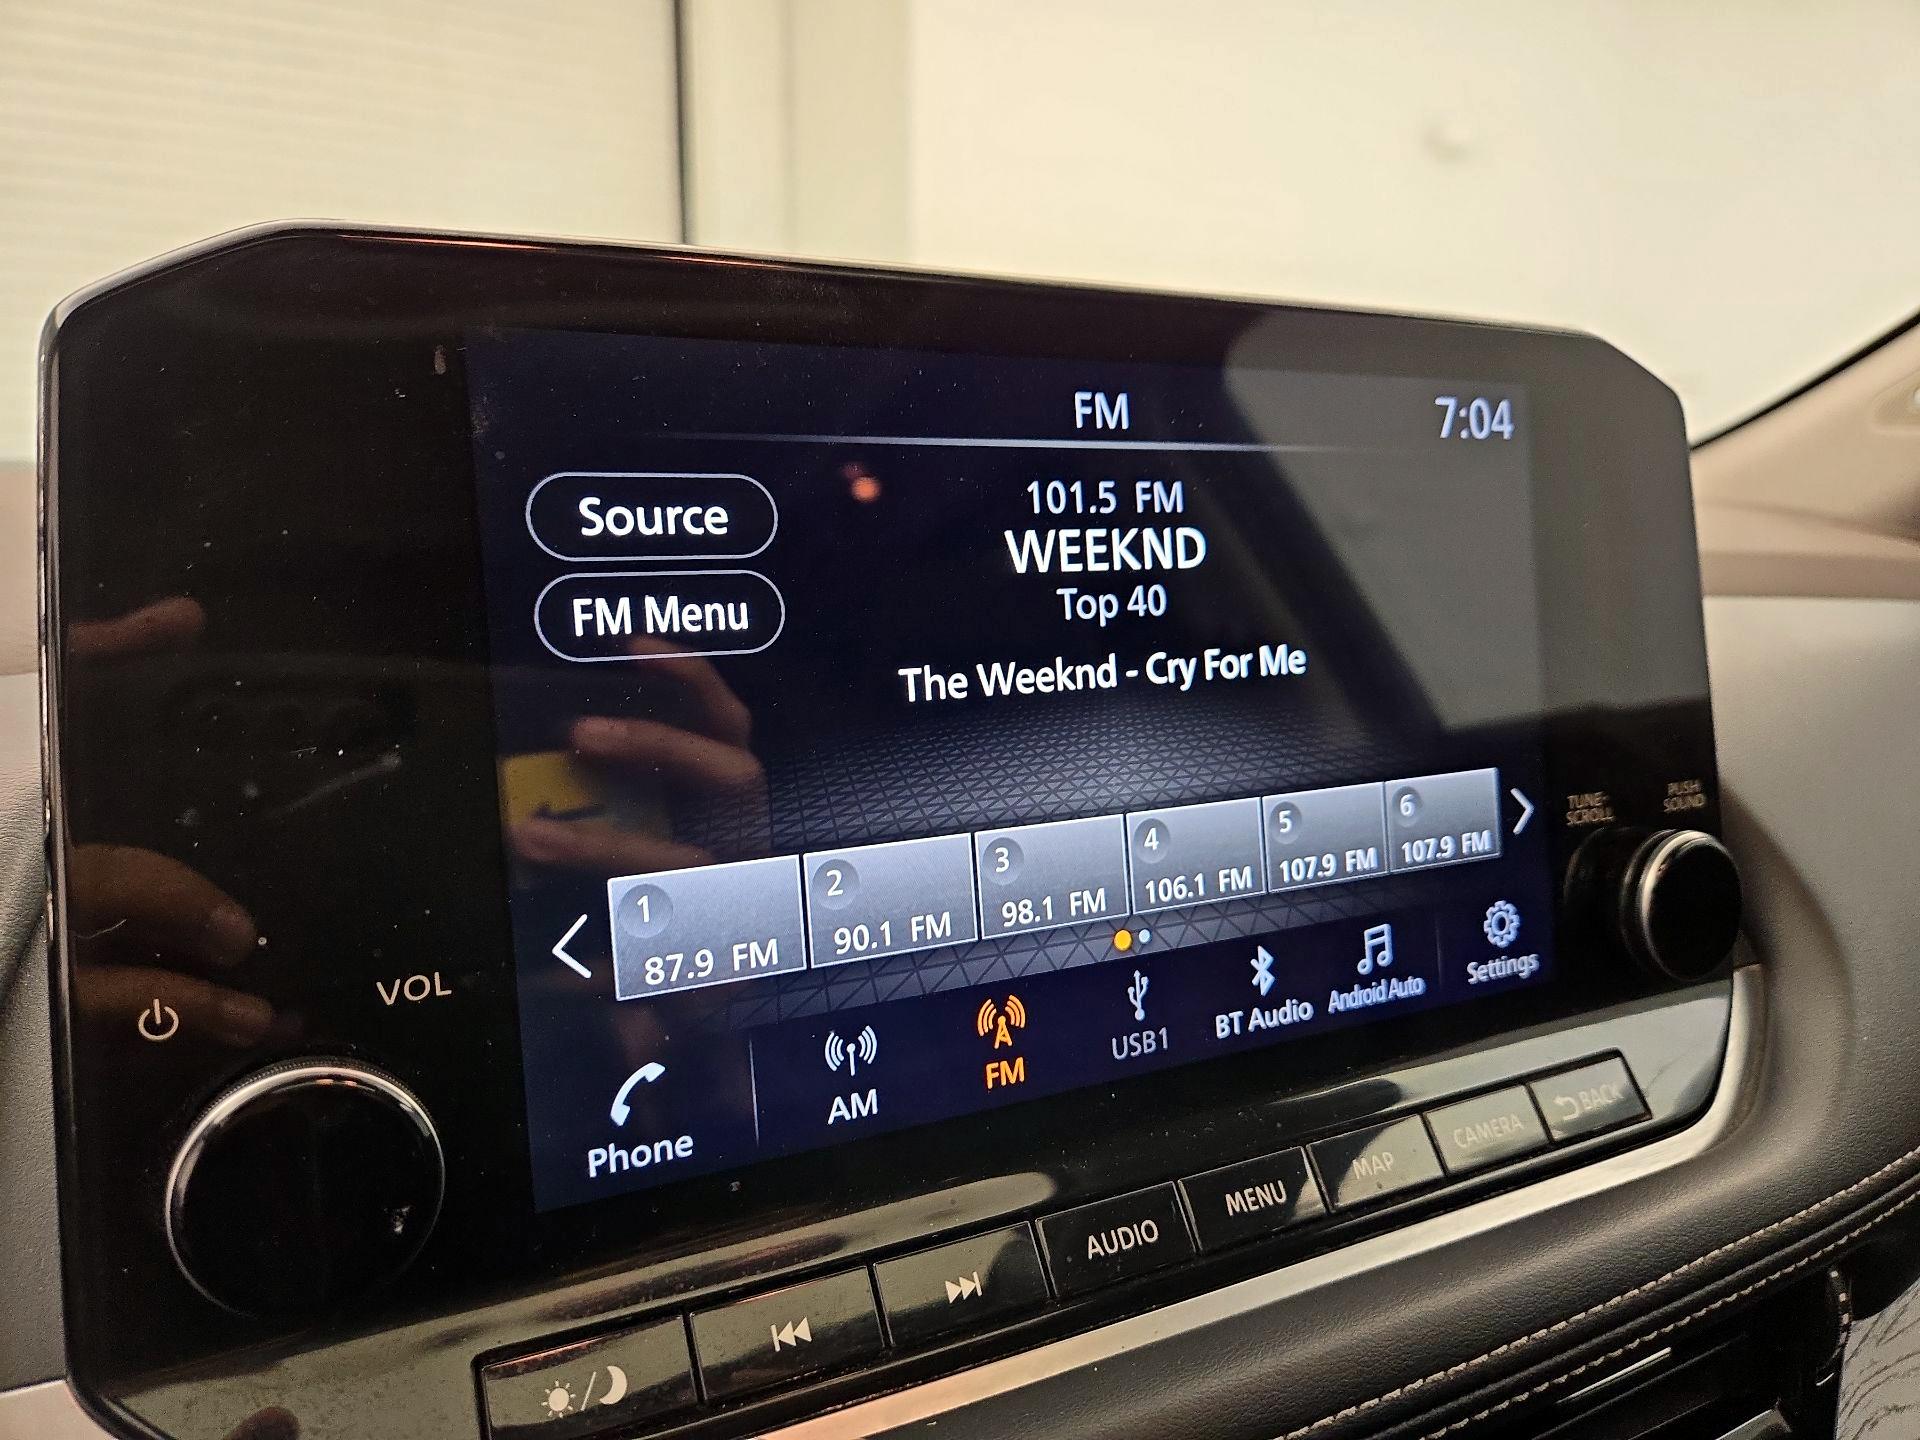 FM 7:04
Source
101.5 FM
WEEKND
FM Menu
Top 40
The Weeknd - Cry For Me
1 2 3 4 5 6
87.9 FM 90.1 FM 98.1 FM 106.1 FM 107.9 FM 107.9 FM
TUNE·
SCROLL
PUSH
SOUND
VOL
Phone AM FM USB1 BT Audio Android Auto Settings
AUDIO MENU MAP CAMERA BACK